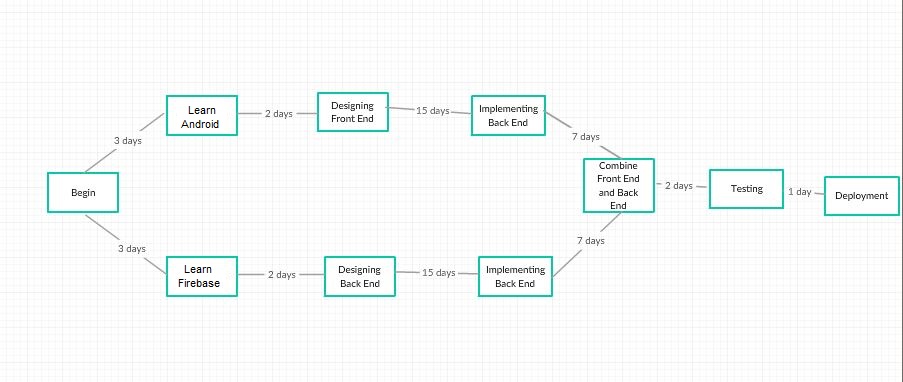 Learn
Android
2 days
Designing
Front End
15 days
Implementing
Back End
3 days
7 days
Begin
Combine
Front End
and Back
End
2 days
Testing
1 day
Deployment
3 days
7 days
Learn
Firebase
2 days
Designing
Back End
15 days
Implementing
Back End